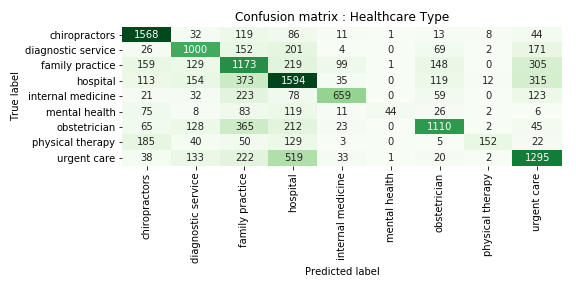 Confusion matrix : Healthcare Type
True label
chiropractors 1568 32 119 86 11 1 13 8 44
diagnostic service 26 1000 152 201 4 0 69 2 171
family practice 159 129 1173 219 99 1 148 0 305
hospital 113 154 373 1594 35 0 119 12 315
internal medicine 21 32 223 78 659 0 59 0 123
mental health 75 8 83 119 11 44 26 2 6
obstetrician 65 128 365 212 23 0 1110 2 45
physical therapy 185 40 50 129 3 0 5 152 22
urgent care 38 133 222 519 33 1 20 2 1295
chiropractors
diagnostic service
family practice
hospital
internal medicine
mental health
obstetrician
physical therapy
urgent care
Predicted label